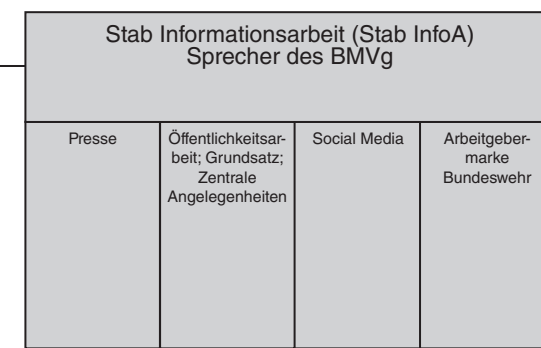 Stab Informationsarbeit (Stab InfoA)
Sprecher des BMVg
Presse
Öffentlichkeitsar-
beit; Grundsatz;
Zentrale
Angelegenheiten
Social Media
Arbeitgeber-
marke
Bundeswehr